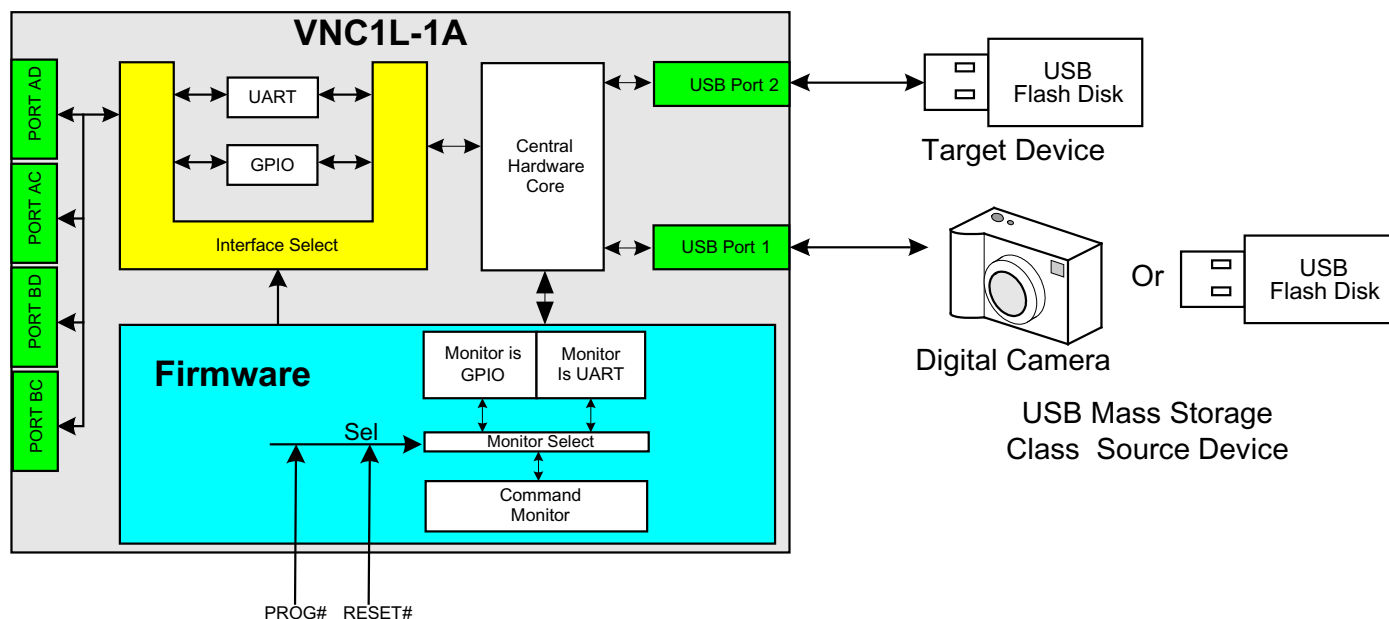 VNC1L-1A
PORT AD
PORT AC
PORT BD
PORT BC
UART
GPIO
Interface Select
Central
Hardware
Core
USB Port 2
USB Port 1
USB
Flash Disk
Target Device
Digital Camera
Or
USB
Flash Disk
USB Mass Storage
Class Source Device
Firmware
Monitor is
GPIO
Monitor
Is UART
Sel
Monitor Select
Command
Monitor
PROG#
RESET#